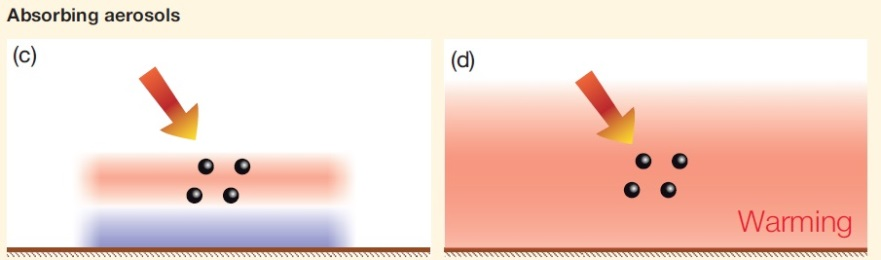 Absorbing aerosols
(c)
(d)
Warming